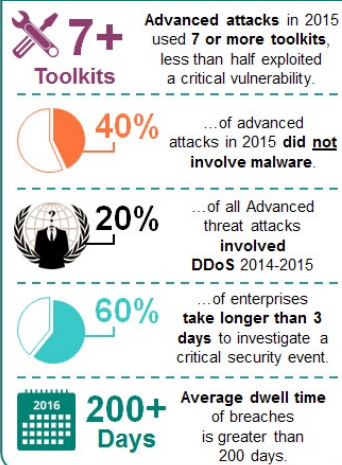 7+
Toolkits
Advanced attacks in 2015
used 7 or more toolkits,
less than half exploited
a critical vulnerability.
40%
...of advanced
attacks in 2015 did not
involve malware.
?
20%
...of all Advanced
threat attacks
involved
DDoS 2014-2015
60%
...of enterprises
take longer than 3
days to investigate a
critical security event.
2016
200+
Days
Average dwell time
of breaches
is greater than
200 days.